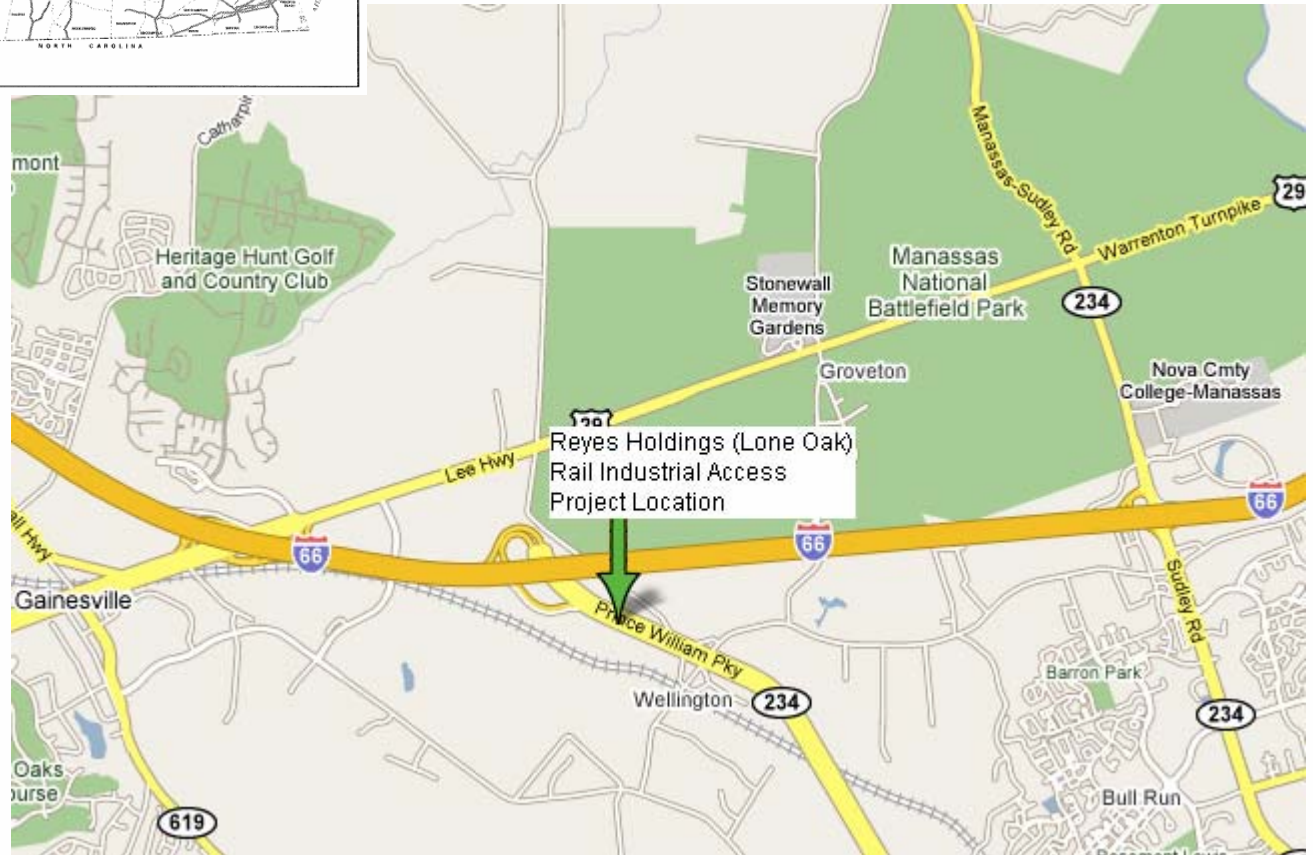 NORTH CAROLINA
Catharpin
mont
Heritage Hunt Golf
and Country Club
Manassas-Sudley Rd
29
Warrenton Turnpike
Manassas
National
Battlefield Park
Stonewall
Memory
Gardens
234
Groveton
Nova Cmty
College-Manassas
29
Lee Hwy
Reyes Holdings (Lone Oak)
Rail Industrial Access
Project Location
66
66
66
all Hwy
Gainesville
Prince William Pky
Sudley Rd
Barron Park
Wellington
234
234
Oaks
urse
Bull Run
619